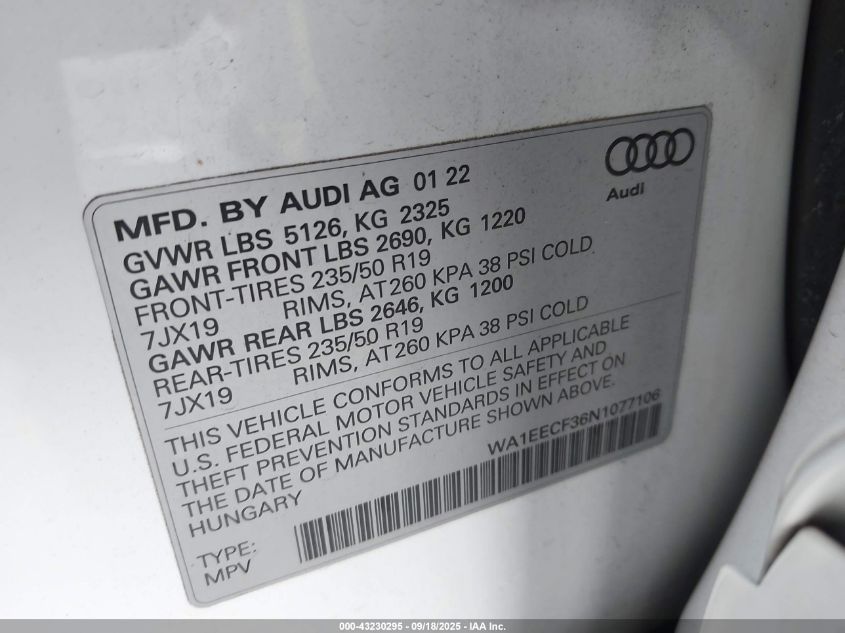 Audi
MFD. BY AUDI AG 01 22
GVWR LBS 5126, KG 2325
GAWR FRONT LBS 2690, KG 1220
FRONT-TIRES 235/50 R19
7JX19 RIMS, AT 260 KPA 38 PSI COLD
GAWR REAR LBS 2646, KG 1200
REAR-TIRES 235/50 R19
7JX19 RIMS, AT 260 KPA 38 PSI COLD
THIS VEHICLE CONFORMS TO ALL APPLICABLE
U.S. FEDERAL MOTOR VEHICLE SAFETY AND
THEFT PREVENTION STANDARDS IN EFFECT ON
THE DATE OF MANUFACTURE SHOWN ABOVE.
HUNGARY
WA1EECF36N1077106
TYPE:
MPV
000-43230295 - 09/18/2025 - IAA Inc.